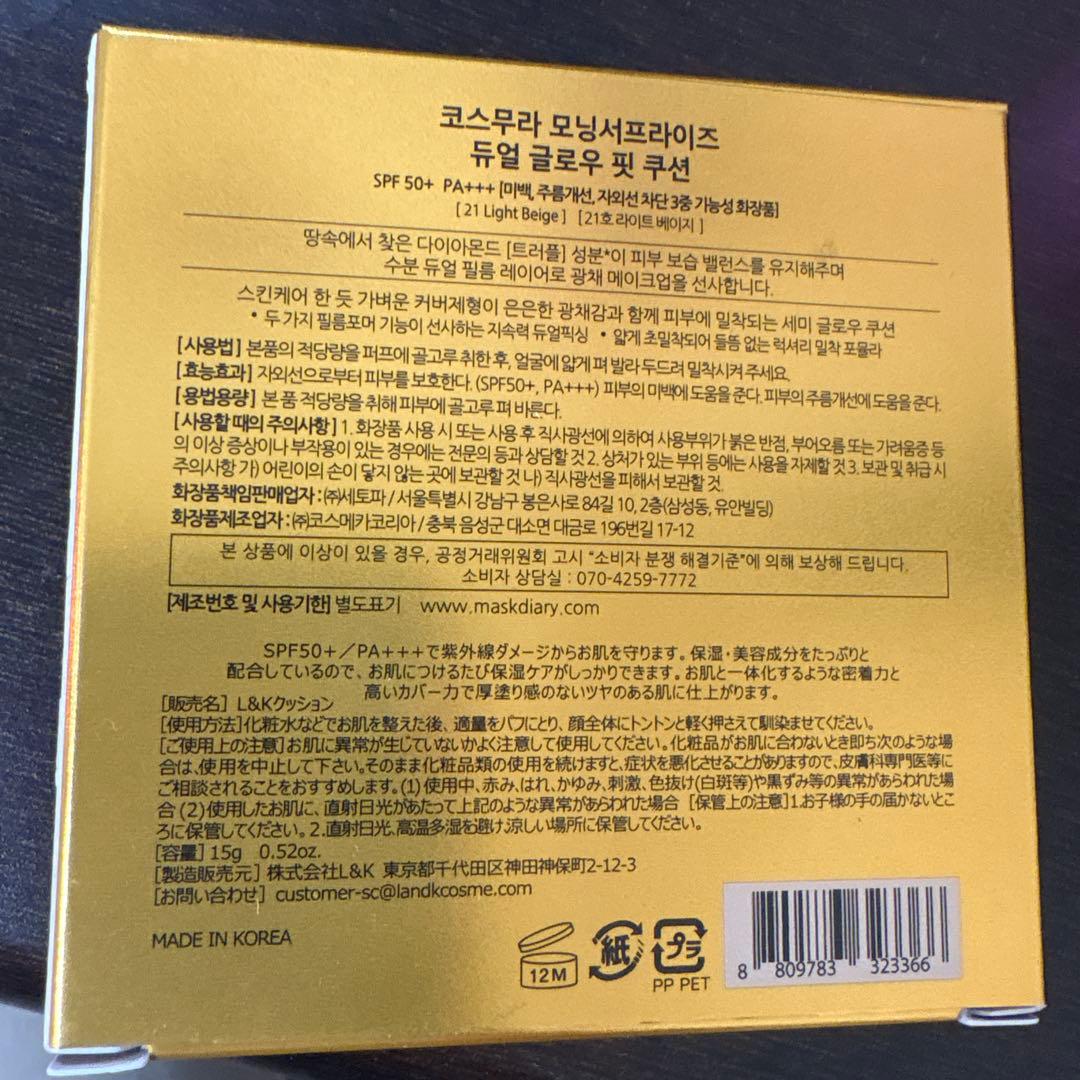 코스무라 모닝서프라이즈
듀얼 글로우 핏 쿠션
SPF 50+ PA+++ [미백, 주름개선, 자외선 차단 3중 기능성 화장품]
[ 21 Light Beige ] [ 21호 라이트 베이지 ]
땅속에서 찾은 다이아몬드 [트러플] 성분*이 피부 보습 밸런스를 유지해주며
수분 듀얼 필름 레이어로 광채 메이크업을 선사합니다.
스킨케어 한 듯 가벼운 커버제형이 은은한 광채감과 함께 피부에 밀착되는 세미 글로우 쿠션
• 두 가지 필름포머 기능이 선사하는 지속력 듀얼픽싱 • 얇게 초밀착되어 들뜸 없는 럭셔리 밀착 포뮬라
[사용법] 본품의 적당량을 퍼프에 골고루 취한 후, 얼굴에 얇게 펴 발라 두드려 밀착시켜 주세요.
[효능효과] 자외선으로부터 피부를 보호한다. (SPF50+, PA+++) 피부의 미백에 도움을 준다. 피부의 주름개선에 도움을 준다.
[용법용량] 본 품 적당량을 취해 피부에 골고루 펴 바른다.
[사용할 때의 주의사항] 1. 화장품 사용 시 또는 사용 후 직사광선에 의하여 사용부위가 붉은 반점, 부어오름 또는 가려움증 등
의 이상 증상이나 부작용이 있는 경우에는 전문의 등과 상담할 것 2. 상처가 있는 부위 등에는 사용을 자제할 것 3. 보관 및 취급 시
주의사항 가) 어린이의 손이 닿지 않는 곳에 보관할 것 나) 직사광선을 피해서 보관할 것.
화장품책임판매업자 : ㈜세토파 / 서울특별시 강남구 봉은사로 84길 10, 2층(삼성동, 유안빌딩)
화장품제조업자 : ㈜코스메카코리아 / 충북 음성군 대소면 대금로 196번길 17-12
본 상품에 이상이 있을 경우, 공정거래위원회 고시 "소비자 분쟁 해결기준"에 의해 보상해 드립니다.
소비자 상담실 : 070-4259-7772
[제조번호 및 사용기한] 별도표기 www.maskdiary.com
SPF50+／PA+++で紫外線ダメージからお肌を守ります。保湿・美容成分をたっぷりと
配合しているので、お肌につけるたび保湿ケアがしっかりできます。お肌と一体化するような密着力と
高いカバー力で厚塗り感のないツヤのある肌に仕上がります。
[販売名] L&Kクッション
[使用方法]化粧水などでお肌を整えた後、適量をパフにとり、顔全体にトントンと軽く押さえて馴染ませてください。
[ご使用上の注意]お肌に異常が生じていないかよく注意して使用してください。化粧品がお肌に合わないとき即ち次のような場
合は、使用を中止して下さい。そのまま化粧品類の使用を続けますと、症状を悪化させることがありますので、皮膚科専門医等に
ご相談されることをおすすめします。(1)使用中、赤み、はれ、かゆみ、刺激、色抜け(白斑等)や黒ずみ等の異常があらわれた場
合 (2)使用したお肌に、直射日光があたって上記のような異常があらわれた場合 [保管上の注意]1.お子様の手の届かないとこ
ろに保管してください。2.直射日光、高温多湿を避け、涼しい場所に保管してください。
[容量] 15g 0.52oz.
[製造販売元] 株式会社L&K 東京都千代田区神田神保町2-12-3
[お問い合わせ] customer-sc@landkcosme.com
MADE IN KOREA
12M
紙
プラ
PP PET
8 809783 323366